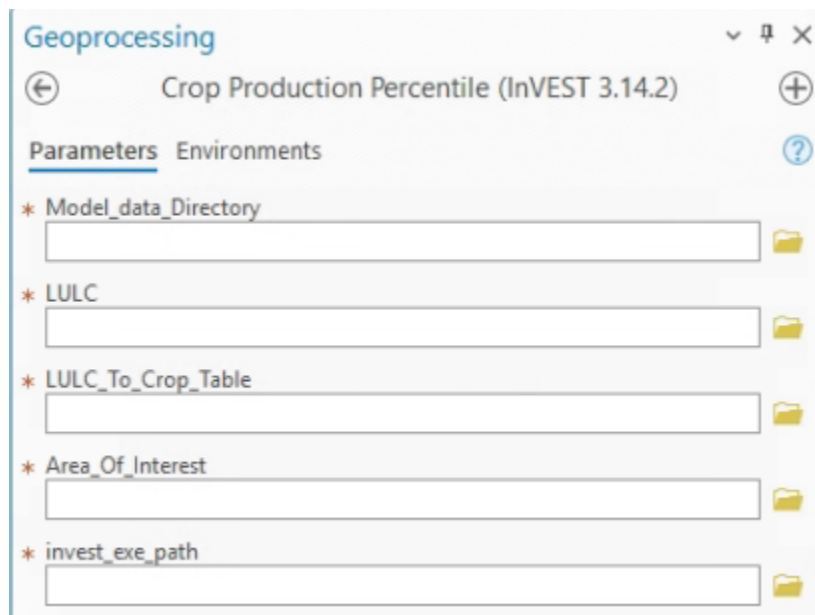 Geoprocessing
Crop Production Percentile (InVEST 3.14.2)
Parameters Environments
* Model_data_Directory
* LULC
* LULC_To_Crop_Table
* Area_Of_Interest
* invest_exe_path